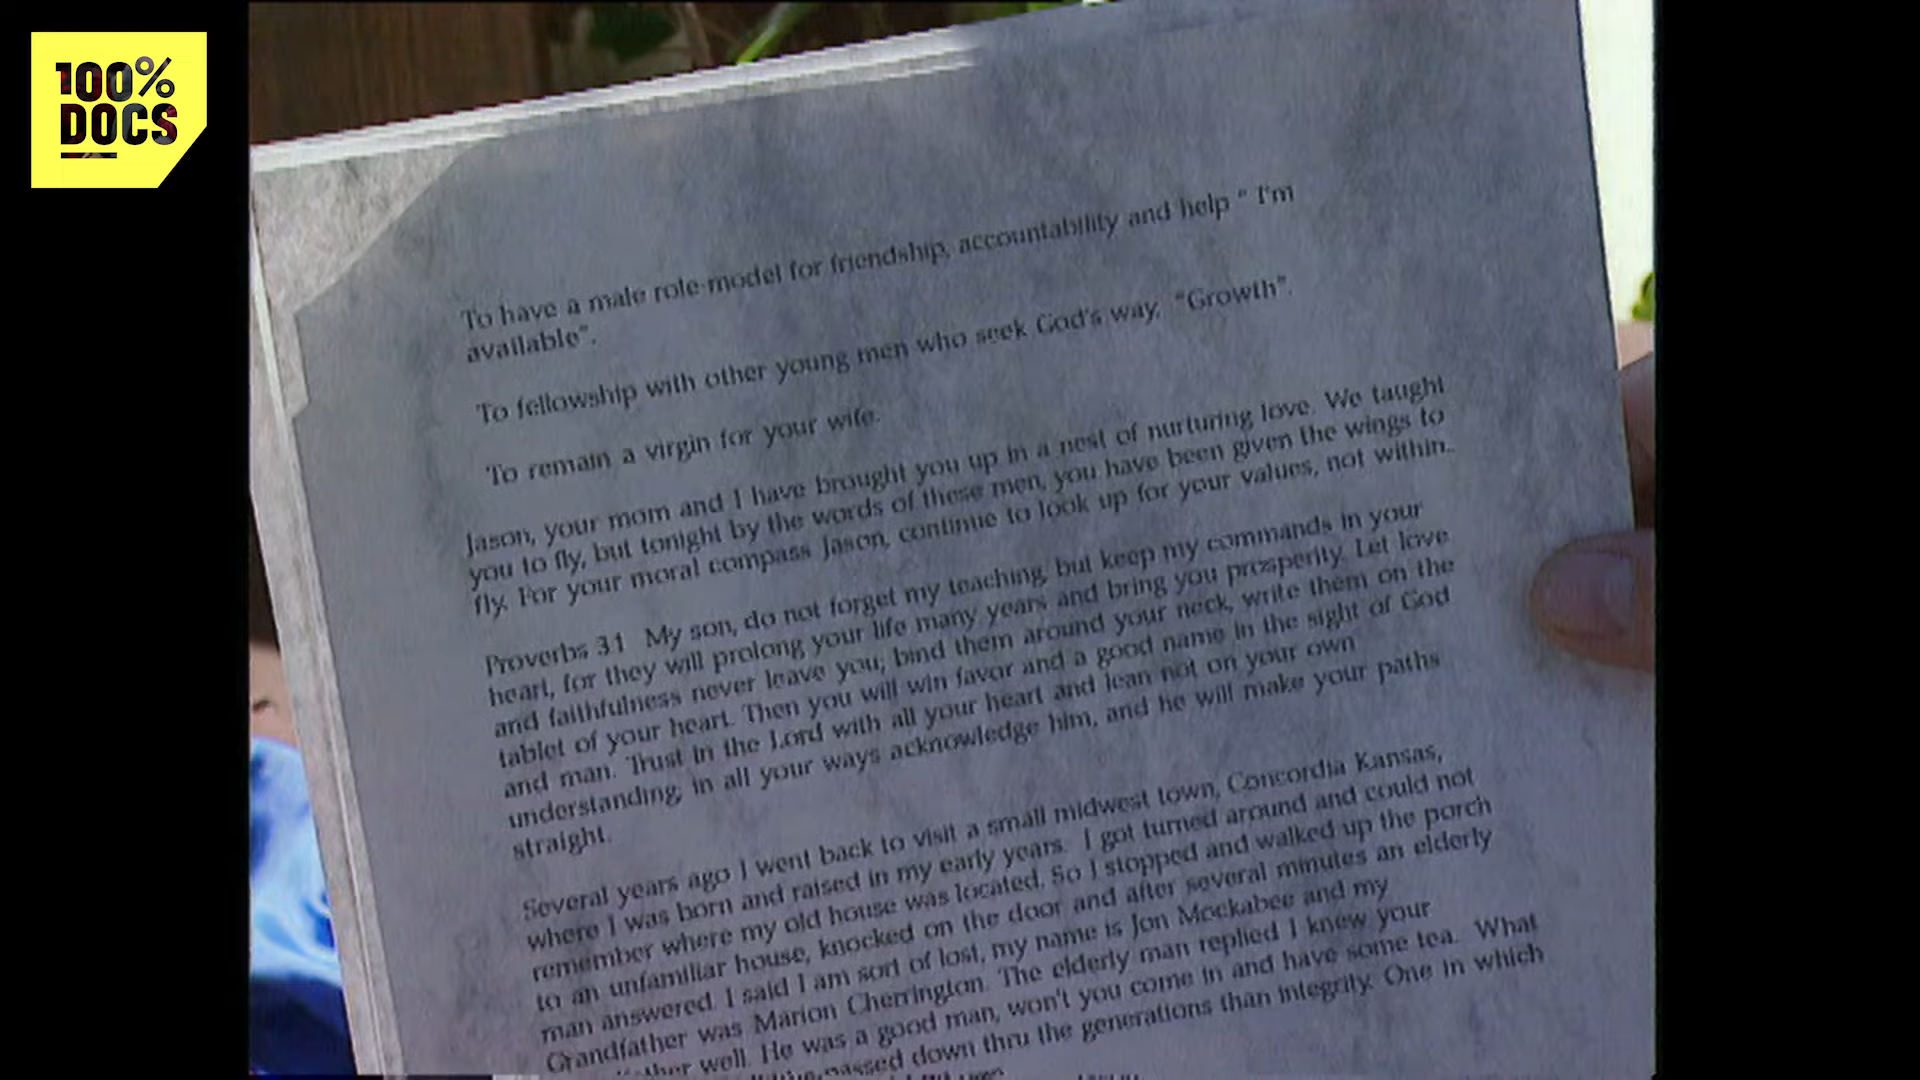 100%
DOCS
To have a male role-model for friendship, accountability and help " I'm
available".
To fellowship with other young men who seek God's way, "Growth".
To remain a virgin for your wife.
Jason, your mom and I have brought you up in a nest of nurturing love. We taught
you to fly, but tonight by the words of these men, you have been given the wings to
fly. For your moral compass Jason, continue to look up for your values, not within.
Proverbs 3:1 My son, do not forget my teaching, but keep my commands in your
heart, for they will prolong your life many years and bring you prosperity. Let love
and faithfulness never leave you; bind them around your neck, write them on the
tablet of your heart. Then you will win favor and a good name in the sight of God
and man. Trust in the Lord with all your heart and lean not on your own
understanding; in all your ways acknowledge him, and he will make your paths
straight.
Several years ago I went back to visit a small midwest town, Concordia Kansas,
where I was born and raised in my early years. I got turned around and could not
remember where my old house was located. So I stopped and walked up the porch
to an unfamiliar house, knocked on the door and after several minutes an elderly
man answered. I said I am sort of lost, my name is Jon Mockabee and my
Grandfather was Marion Cherrington. The elderly man replied I knew your
well. He was a good man, won't you come in and have some tea. What
passed down thru the generations than integrity. One in which